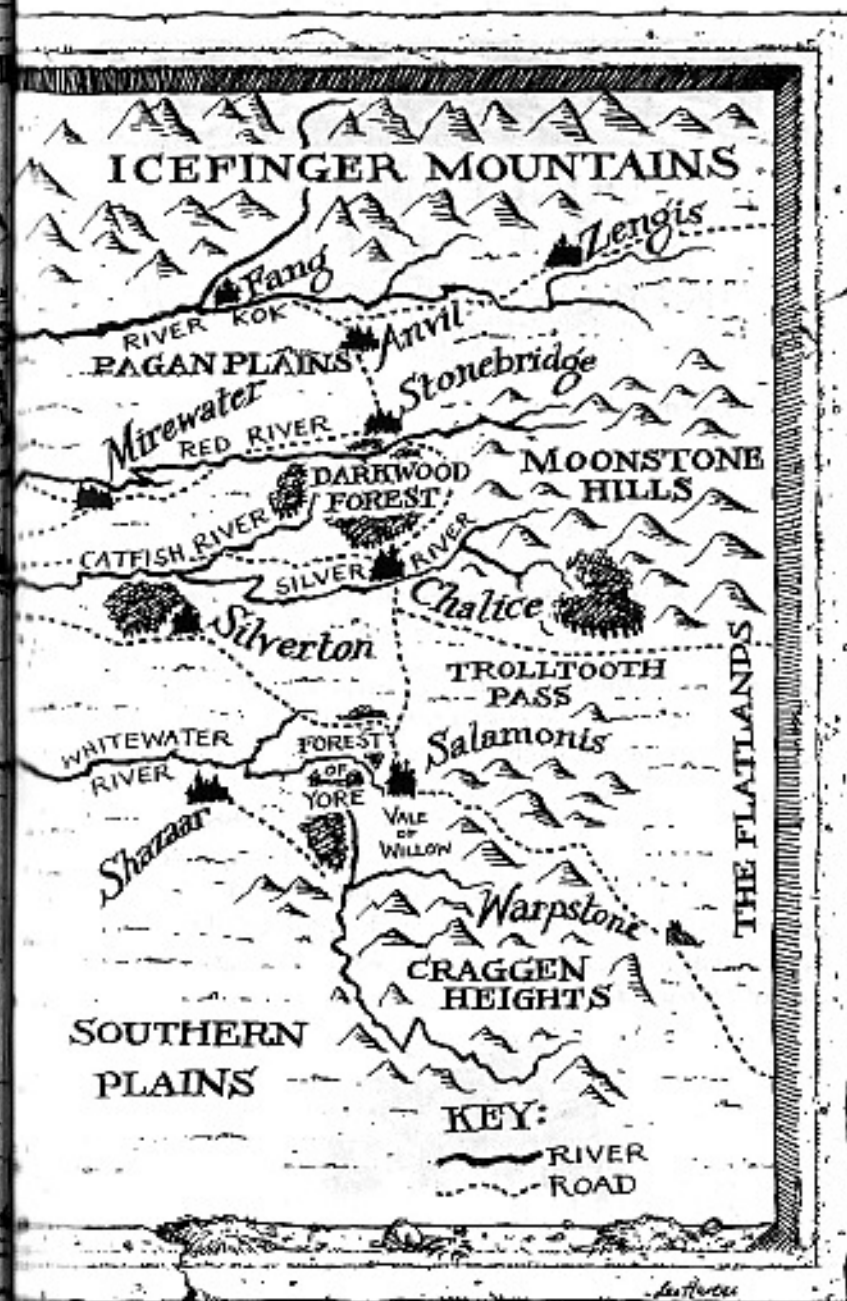 ICEFINGER MOUNTAINS
Zengis
Fang
RIVER KOK
Anvil
PAGAN PLAINS
Stonebridge
Mirewater
RED RIVER
MOONSTONE
HILLS
DARKWOOD
FOREST
CATFISH RIVER
SILVER RIVER
Chalice
Silverton
TROLLTOOTH
PASS
THE FLATLANDS
WHITEWATER
RIVER
FOREST
OF
YORE
Salamonis
Shazaar
VALE
OF
WILLOW
Warpstone
CRAGGEN
HEIGHTS
SOUTHERN
PLAINS
KEY:
RIVER
ROAD